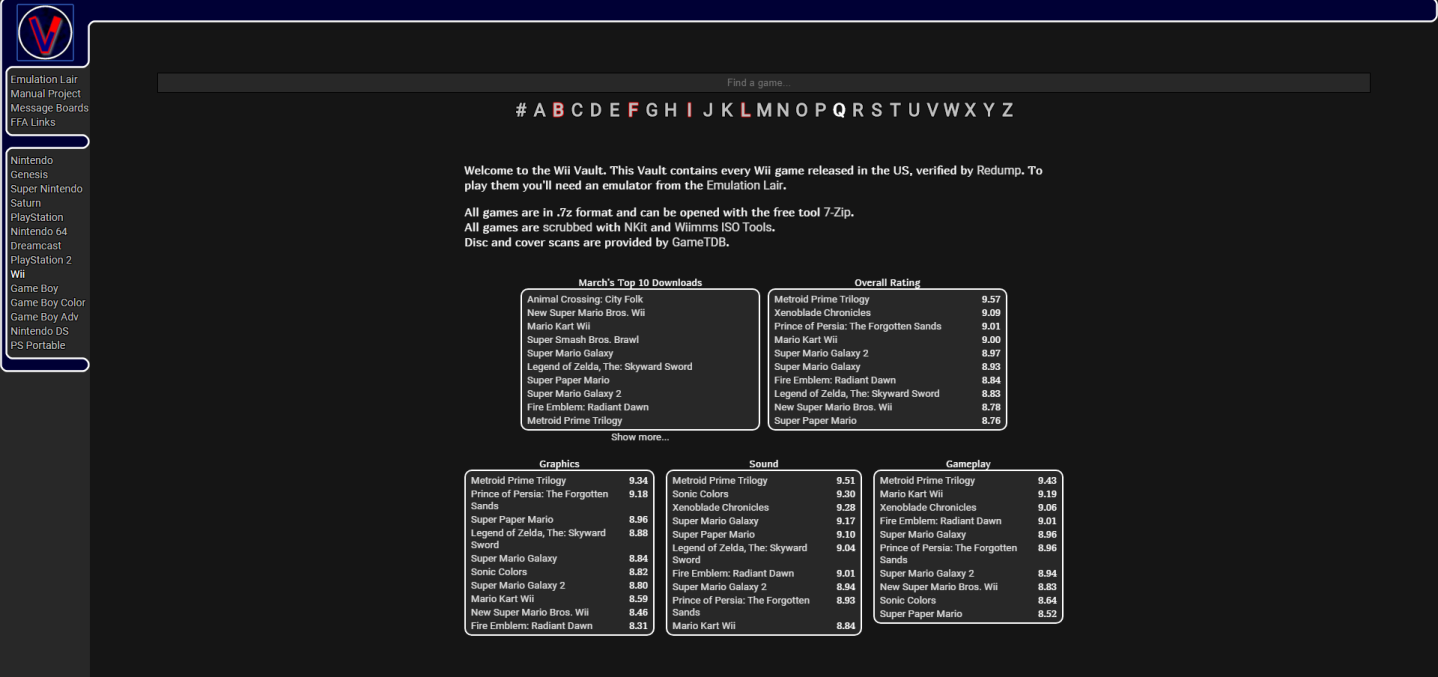 Emulation Lair
Manual Project
Message Boards
FFA Links
Nintendo
Genesis
Super Nintendo
Saturn
PlayStation
Nintendo 64
Dreamcast
PlayStation 2
Wii
Game Boy
Game Boy Color
Game Boy Adv
Nintendo DS
PS Portable
Find a game...
# A B C D E F G H I J K L M N O P Q R S T U V W X Y Z
Welcome to the Wii Vault. This Vault contains every Wii game released in the US, verified by Redump. To
play them you'll need an emulator from the Emulation Lair.
All games are in .7z format and can be opened with the free tool 7-Zip.
All games are scrubbed with NKit and Wiimms ISO Tools.
Disc and cover scans are provided by GameTDB.
March's Top 10 Downloads
Animal Crossing: City Folk
New Super Mario Bros. Wii
Mario Kart Wii
Super Smash Bros. Brawl
Super Mario Galaxy
Legend of Zelda, The: Skyward Sword
Super Paper Mario
Super Mario Galaxy 2
Fire Emblem: Radiant Dawn
Metroid Prime Trilogy
Show more...
Overall Rating
Metroid Prime Trilogy 9.57
Xenoblade Chronicles 9.09
Prince of Persia: The Forgotten Sands 9.01
Mario Kart Wii 9.00
Super Mario Galaxy 2 8.97
Super Mario Galaxy 8.93
Fire Emblem: Radiant Dawn 8.84
Legend of Zelda, The: Skyward Sword 8.83
New Super Mario Bros. Wii 8.78
Super Paper Mario 8.76
Graphics
Metroid Prime Trilogy 9.34
Prince of Persia: The Forgotten 9.18
Sands
Super Paper Mario 8.96
Legend of Zelda, The: Skyward 8.88
Sword
Super Mario Galaxy 8.84
Sonic Colors 8.82
Super Mario Galaxy 2 8.80
Mario Kart Wii 8.59
New Super Mario Bros. Wii 8.46
Fire Emblem: Radiant Dawn 8.31
Sound
Metroid Prime Trilogy 9.51
Sonic Colors 9.30
Xenoblade Chronicles 9.28
Super Mario Galaxy 9.17
Super Paper Mario 9.10
Legend of Zelda, The: Skyward 9.04
Sword
Fire Emblem: Radiant Dawn 9.01
Super Mario Galaxy 2 8.94
Prince of Persia: The Forgotten 8.93
Sands
Mario Kart Wii 8.84
Gameplay
Metroid Prime Trilogy 9.43
Mario Kart Wii 9.19
Xenoblade Chronicles 9.06
Fire Emblem: Radiant Dawn 9.01
Super Mario Galaxy 8.96
Prince of Persia: The Forgotten 8.96
Sands
Super Mario Galaxy 2 8.94
New Super Mario Bros. Wii 8.83
Sonic Colors 8.64
Super Paper Mario 8.52